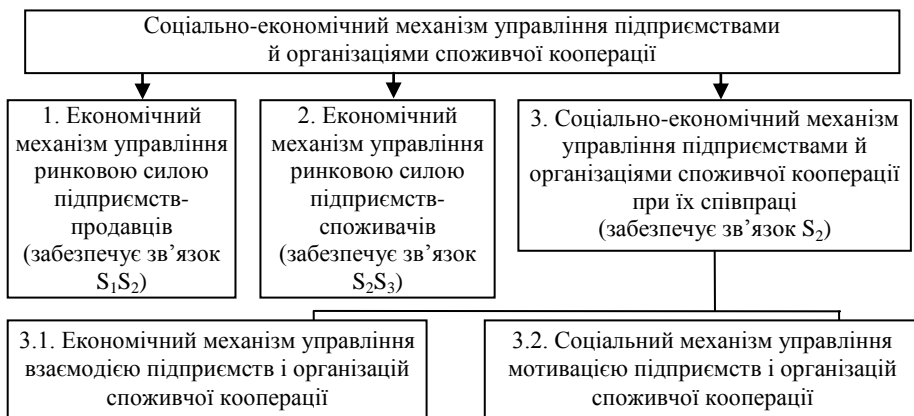 Соціально-економічний механізм управління підприємствами
й організаціями споживчої кооперації
1. Економічний
механізм управління
ринковою силою
підприємств-
продавців
(забезпечує зв’язок
S₁S₂)
2. Економічний
механізм управління
ринковою силою
підприємств-
споживачів
(забезпечує зв’язок
S₂S₃)
3. Соціально-економічний механізм
управління підприємствами й
організаціями споживчої кооперації
при їх співпраці
(забезпечує зв’язок S₂)
3.1. Економічний механізм управління
взаємодією підприємств і організацій
споживчої кооперації
3.2. Соціальний механізм управління
мотивацією підприємств і організацій
споживчої кооперації